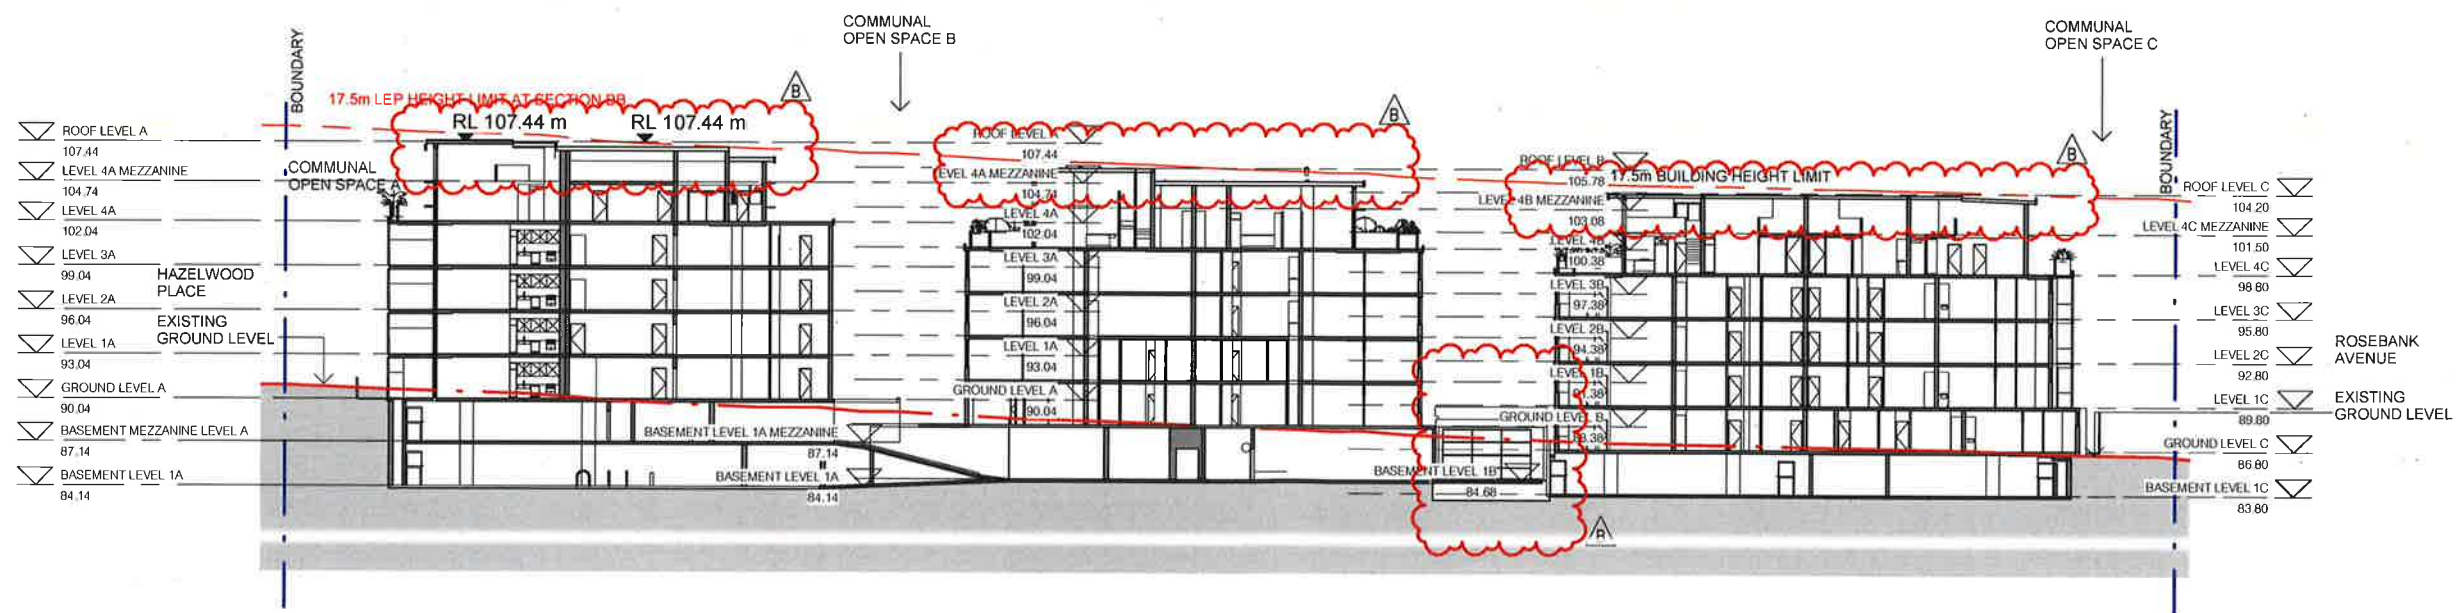 COMMUNAL
OPEN SPACE B
COMMUNAL
OPEN SPACE C
BOUNDARY
17.5m LEP HEIGHT LIMIT AT SECTION BB
B
B
B
BOUNDARY
RL 107.44 m
RL 107.44 m
ROOF LEVEL A
107.44
LEVEL 4A MEZZANINE
104.74
LEVEL 4A
102.04
LEVEL 3A
99.04
LEVEL 2A
96.04
LEVEL 1A
93.04
GROUND LEVEL A
90.04
BASEMENT MEZZANINE LEVEL A
87.14
BASEMENT LEVEL 1A
84.14
COMMUNAL
OPEN SPACE A
HAZELWOOD
PLACE
EXISTING
GROUND LEVEL
BASEMENT LEVEL 1A MEZZANINE
87.14
BASEMENT LEVEL 1A
84.14
ROOF LEVEL A
107.44
LEVEL 4A MEZZANINE
104.74
LEVEL 4A
102.04
LEVEL 3A
99.04
LEVEL 2A
96.04
LEVEL 1A
93.04
GROUND LEVEL A
90.04
ROOF LEVEL B
105.78
17.5m BUILDING HEIGHT LIMIT
LEVEL 4B MEZZANINE
103.08
LEVEL 4B
100.38
LEVEL 3B
97.38
LEVEL 2B
94.38
LEVEL 1B
91.38
GROUND LEVEL B
88.38
BASEMENT LEVEL 1B
84.68
B
ROOF LEVEL C
104.20
LEVEL 4C MEZZANINE
101.50
LEVEL 4C
98.80
LEVEL 3C
95.80
LEVEL 2C
92.80
LEVEL 1C
89.80
GROUND LEVEL C
86.80
BASEMENT LEVEL 1C
83.80
ROSEBANK
AVENUE
EXISTING
GROUND LEVEL